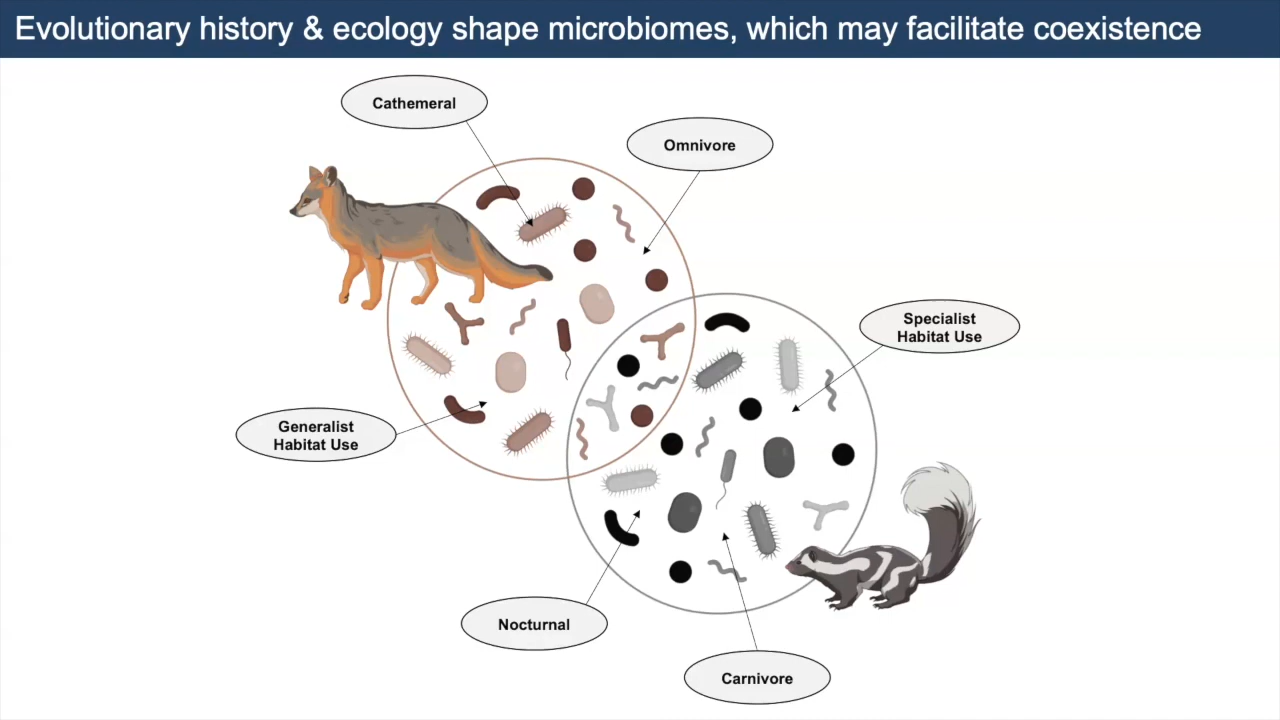 Evolutionary history & ecology shape microbiomes, which may facilitate coexistence
Cathemeral
Omnivore
Specialist
Habitat Use
Generalist
Habitat Use
Nocturnal
Carnivore